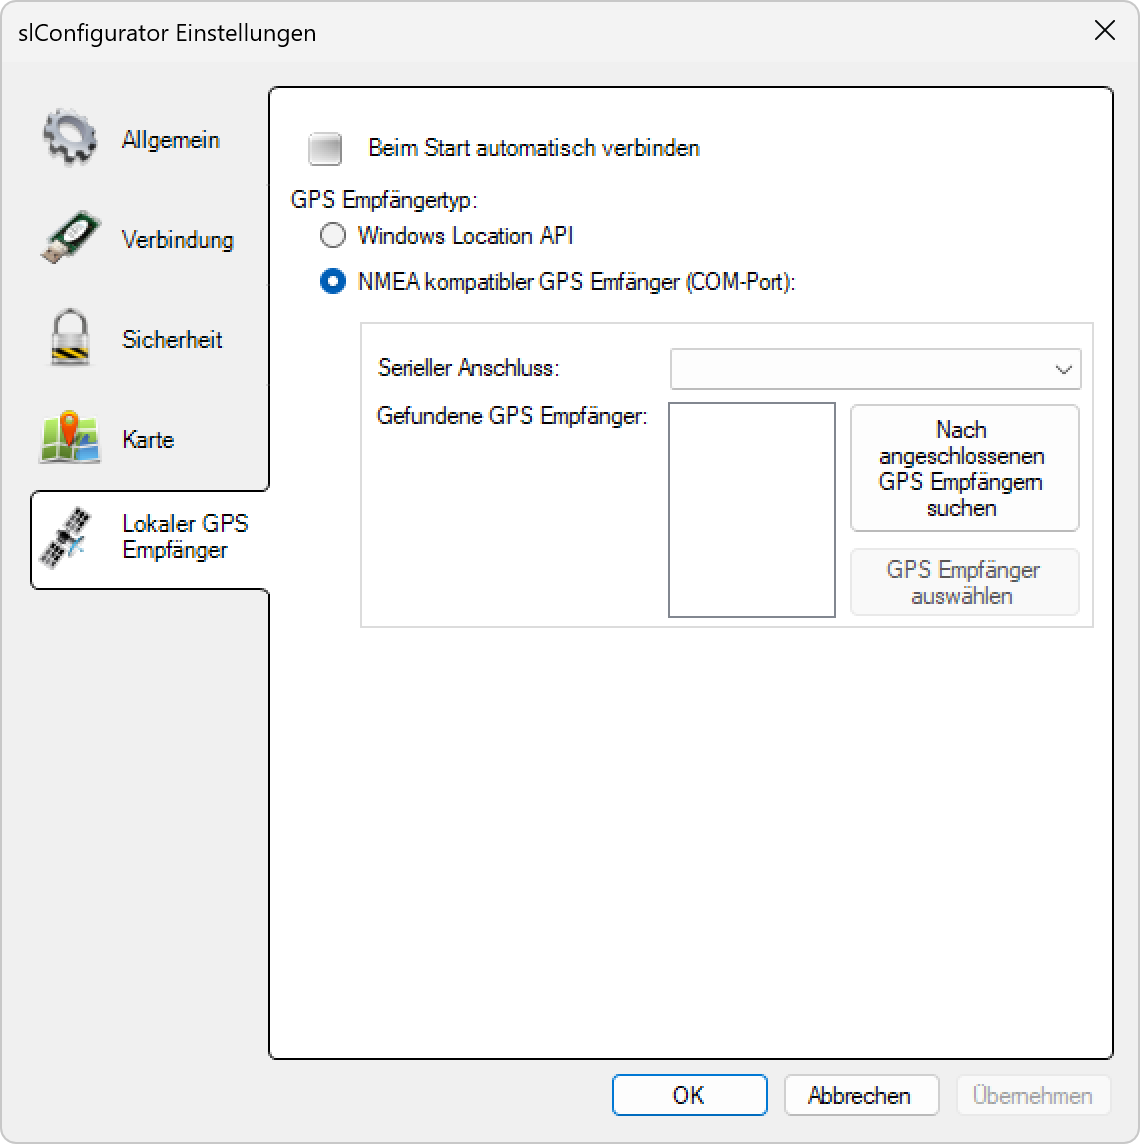 slConfigurator Einstellungen
Allgemein
Verbindung
Sicherheit
Karte
Lokaler GPS
Empfänger
Beim Start automatisch verbinden
GPS Empfängertyp:
Windows Location API
NMEA kompatibler GPS Emfänger (COM-Port):
Serieller Anschluss:
Gefundene GPS Empfänger:
Nach
angeschlossenen
GPS Empfängern
suchen
GPS Empfänger
auswählen
OK
Abbrechen
Übernehmen